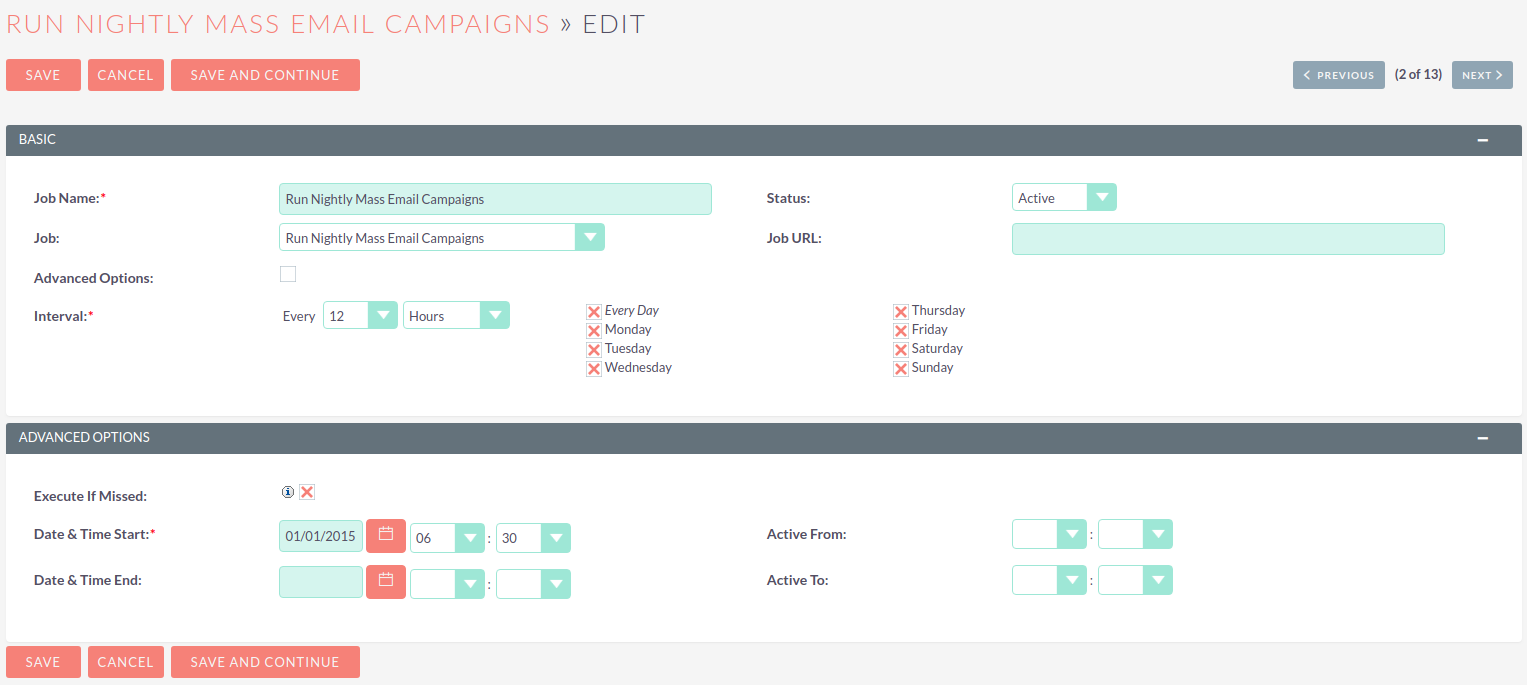 RUN NIGHTLY MASS EMAIL CAMPAIGNS » EDIT
SAVE CANCEL SAVE AND CONTINUE PREVIOUS (2 of 13) NEXT
BASIC
Job Name:* Run Nightly Mass Email Campaigns Status: Active
Job: Run Nightly Mass Email Campaigns Job URL:
Advanced Options:
Interval:* Every 12 Hours Every Day Thursday
Monday Friday
Tuesday Saturday
Wednesday Sunday
ADVANCED OPTIONS
Execute If Missed:
Date & Time Start:* 01/01/2015 06 : 30 Active From: :
Date & Time End: : Active To: :
SAVE CANCEL SAVE AND CONTINUE